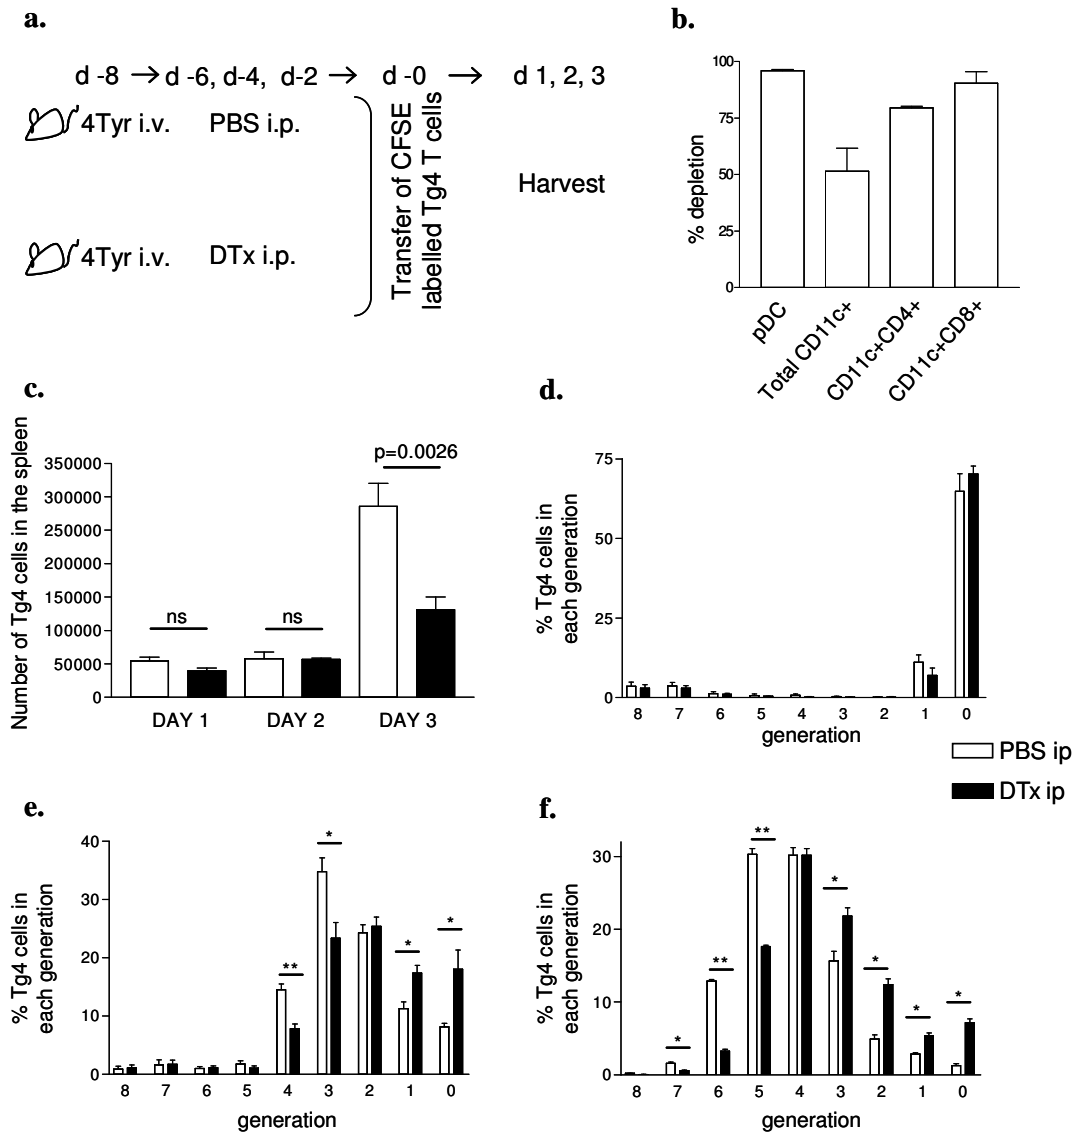 a.
d -8 → d -6, d-4, d-2 → d -0 → d 1, 2, 3
4Tyr i.v. PBS i.p.
4Tyr i.v. DTx i.p.
Transfer of CFSE
labelled Tg4 T cells
Harvest
b.
% depletion
100
75
50
25
0
pDC
Total CD11c+
CD11c+CD4+
CD11c+CD8+
c.
Number of Tg4 cells in the spleen
350000
300000
250000
200000
150000
100000
50000
0
ns
ns
p=0.0026
DAY 1 DAY 2 DAY 3
d.
% Tg4 cells in
each generation
75
50
25
0
8 7 6 5 4 3 2 1 0
generation
PBS ip
DTx ip
e.
% Tg4 cells in
each generation
40
30
20
10
0
** * * *
8 7 6 5 4 3 2 1 0
generation
f.
% Tg4 cells in
each generation
30
20
10
0
* ** ** * * * *
8 7 6 5 4 3 2 1 0
generation